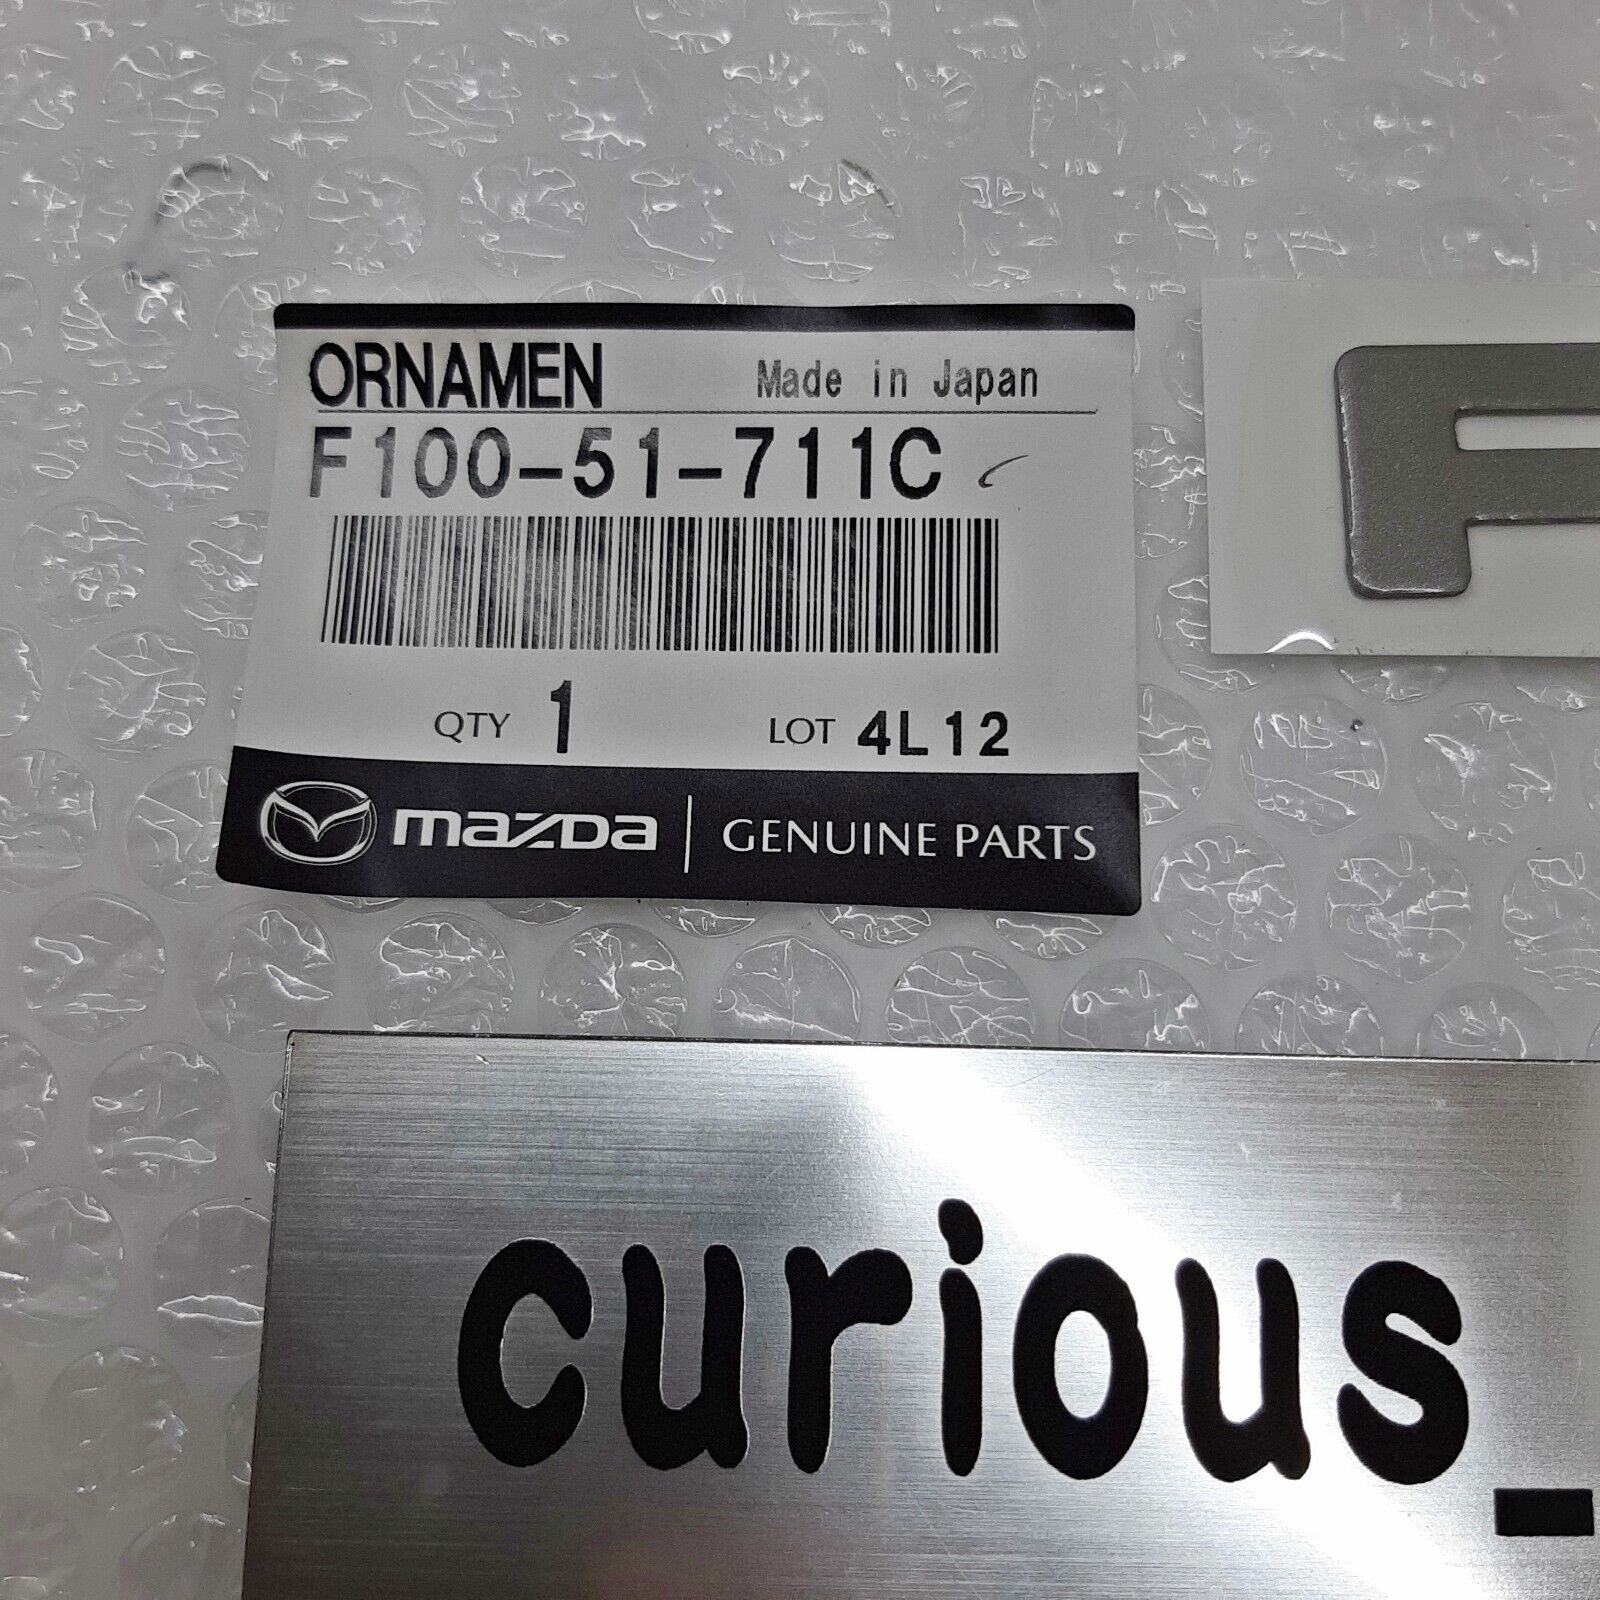 ORNAMEN Made in Japan
F100-51-711C
QTY 1 LOT 4L12
mazda GENUINE PARTS
curious_